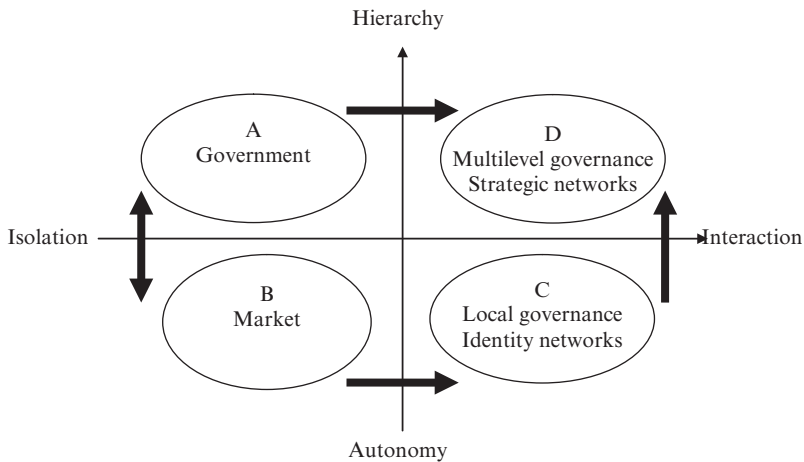 Hierarchy
A
Government
D
Multilevel governance
Strategic networks
Isolation
Interaction
B
Market
C
Local governance
Identity networks
Autonomy